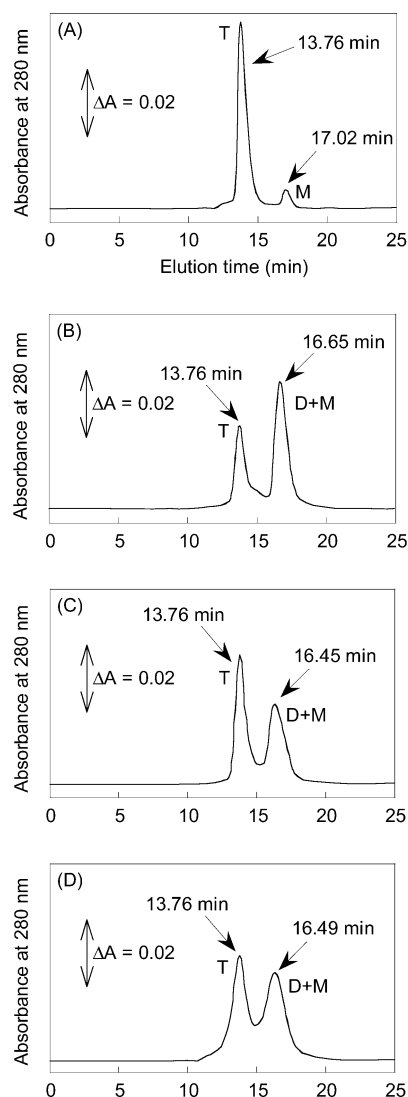 (A)
T
13.76 min
ΔA = 0.02
17.02 min
M
Absorbance at 280 nm
0 5 10 15 20 25
Elution time (min)
(B)
16.65 min
13.76 min
ΔA = 0.02
D+M
T
Absorbance at 280 nm
0 5 10 15 20 25
(C)
13.76 min
16.45 min
T
ΔA = 0.02
D+M
Absorbance at 280 nm
0 5 10 15 20 25
(D)
13.76 min
16.49 min
ΔA = 0.02
T
D+M
Absorbance at 280 nm
0 5 10 15 20 25